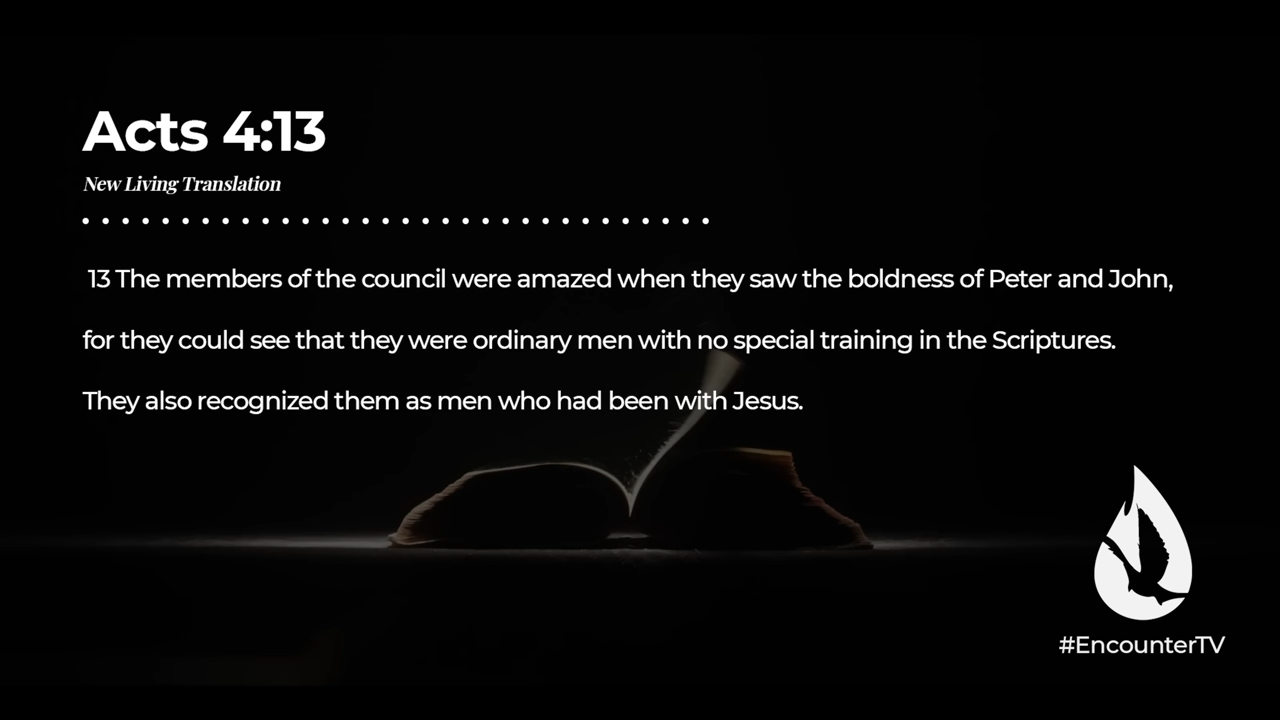 Acts 4:13
New Living Translation
13 The members of the council were amazed when they saw the boldness of Peter and John,
for they could see that they were ordinary men with no special training in the Scriptures.
They also recognized them as men who had been with Jesus.
#EncounterTV